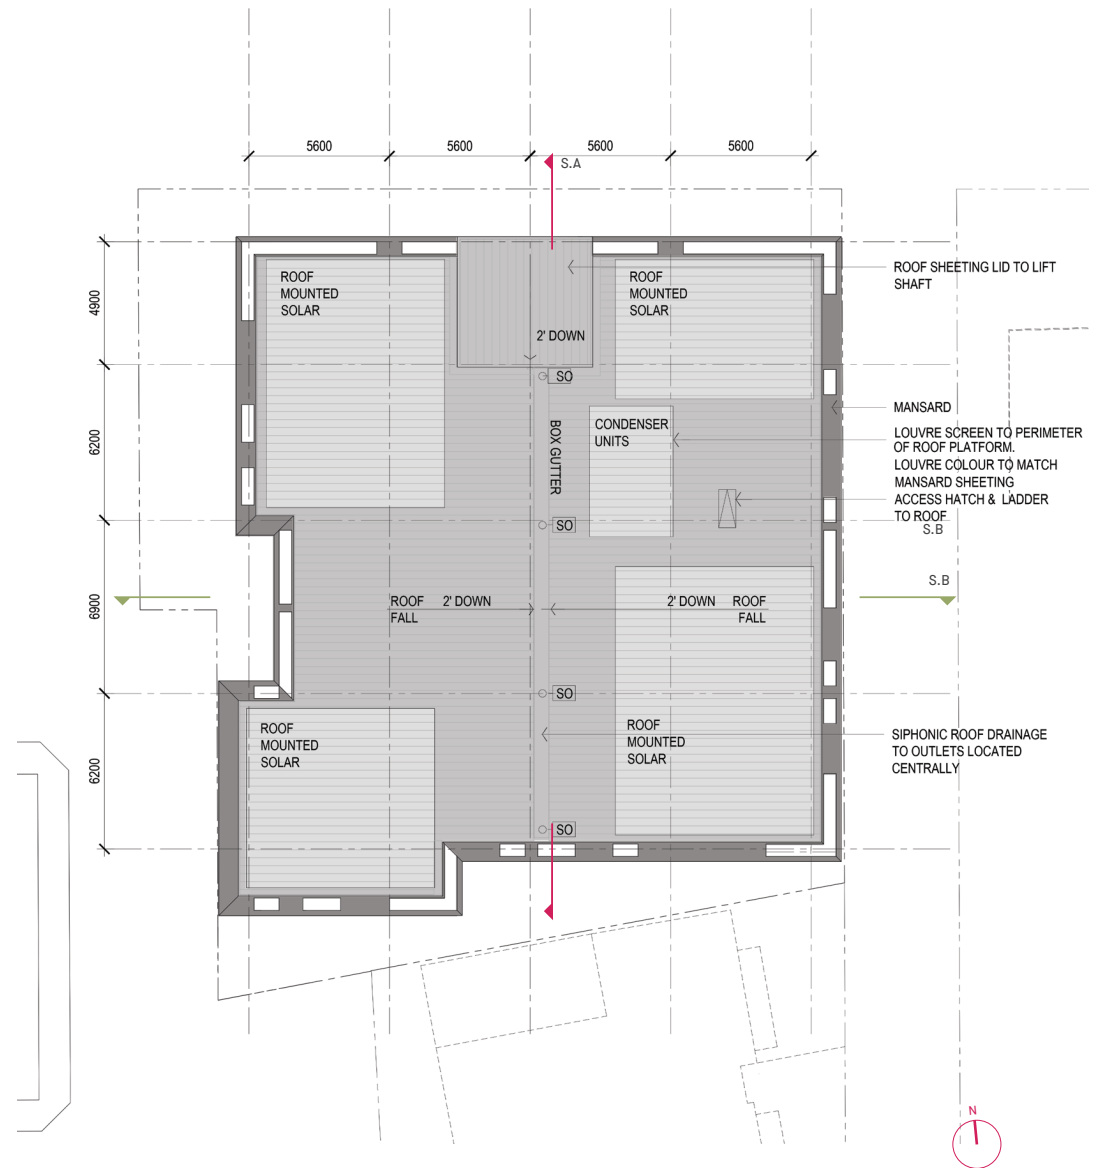 5600
5600
5600
5600
S.A
4900
6200
6900
6200
ROOF
MOUNTED
SOLAR
ROOF
MOUNTED
SOLAR
2' DOWN
SO
BOX GUTTER
CONDENSER
UNITS
SO
ROOF SHEETING LID TO LIFT
SHAFT
MANSARD
LOUVRE SCREEN TO PERIMETER
OF ROOF PLATFORM.
LOUVRE COLOUR TO MATCH
MANSARD SHEETING
ACCESS HATCH & LADDER
TO ROOF
S.B
S.B
ROOF
FALL
2' DOWN
2' DOWN
ROOF
FALL
SO
ROOF
MOUNTED
SOLAR
ROOF
MOUNTED
SOLAR
SIPHONIC ROOF DRAINAGE
TO OUTLETS LOCATED
CENTRALLY
SO
N